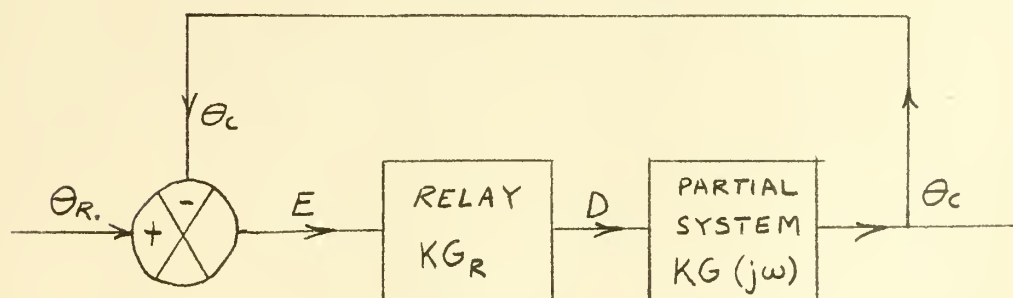 θc
θR.
+
-
E
RELAY
KGR
D
PARTIAL
SYSTEM
KG (jω)
θc